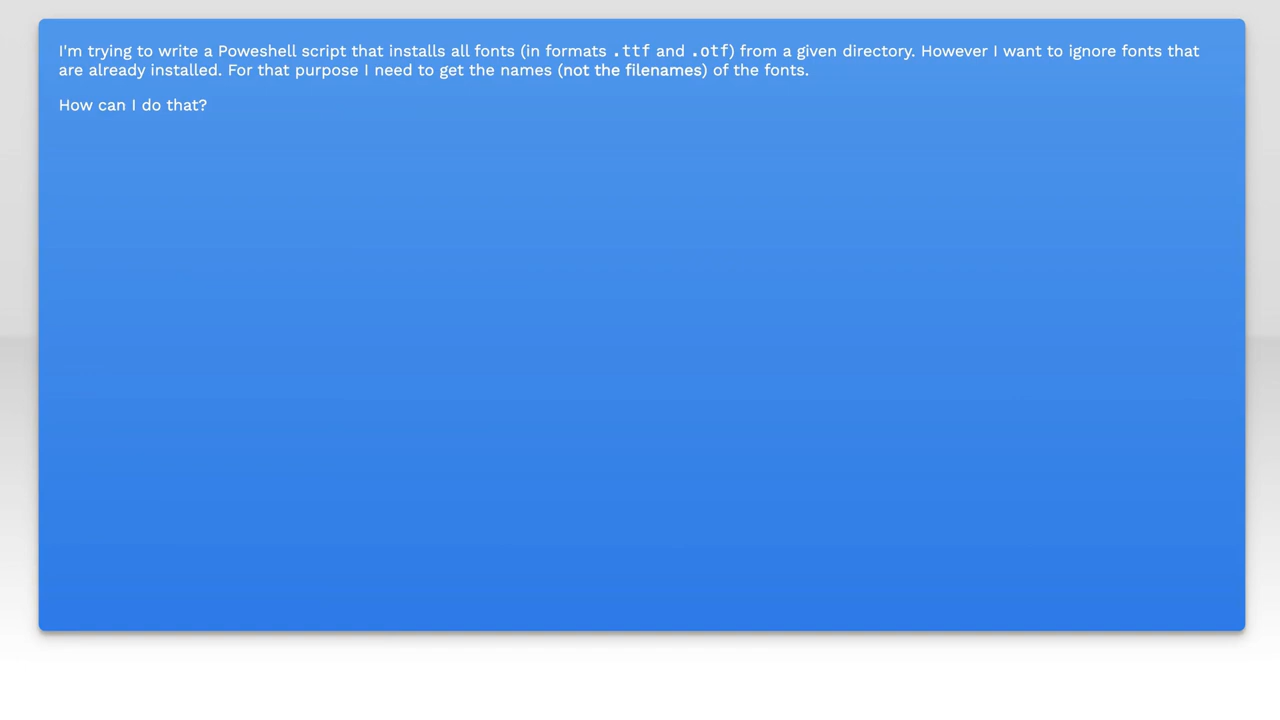 I'm trying to write a Poweshell script that installs all fonts (in formats .ttf and .otf) from a given directory. However I want to ignore fonts that
are already installed. For that purpose I need to get the names (not the filenames) of the fonts.
How can I do that?